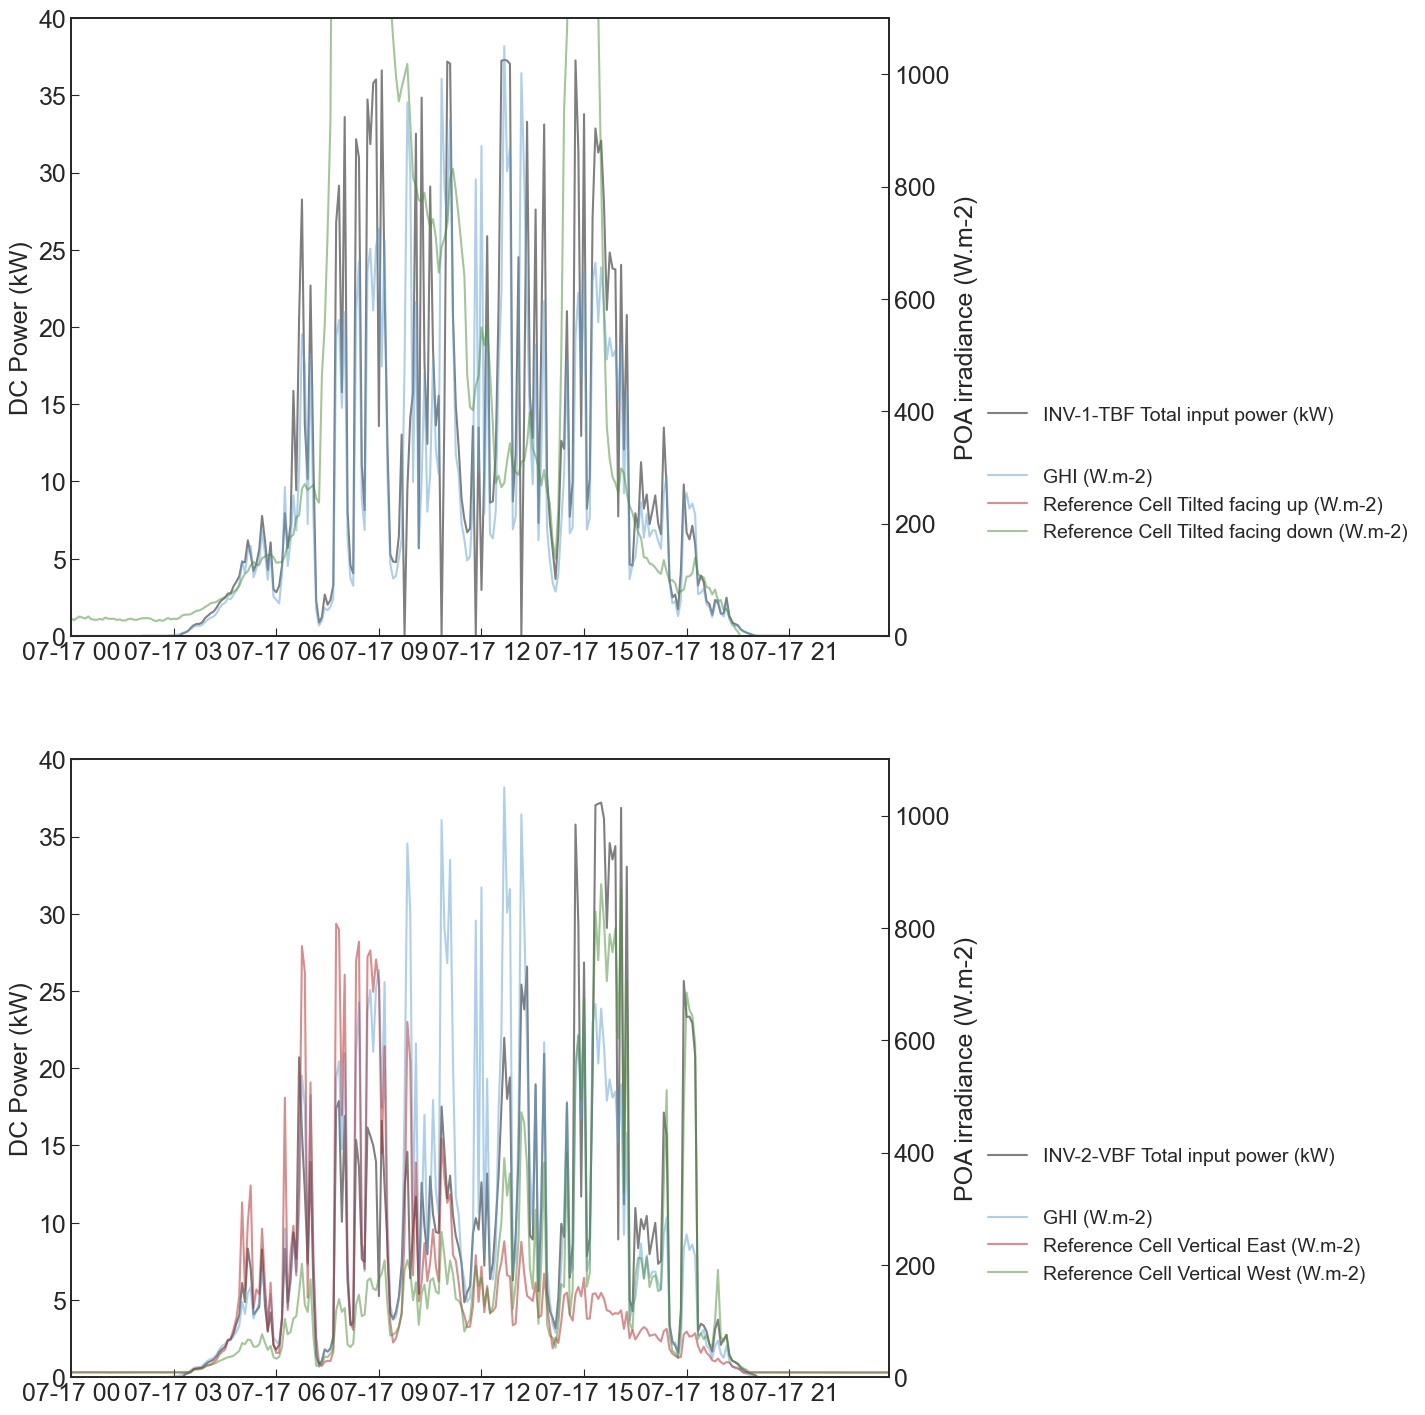 40
35
30
25
20
15
10
5
0
DC Power (kW)
1000
800
600
400
200
0
POA irradiance (W.m-2)
07-17 00 07-17 03 07-17 06 07-17 09 07-17 12 07-17 15 07-17 18 07-17 21
INV-1-TBF Total input power (kW)
GHI (W.m-2)
Reference Cell Tilted facing up (W.m-2)
Reference Cell Tilted facing down (W.m-2)
40
35
30
25
20
15
10
5
0
DC Power (kW)
1000
800
600
400
200
0
POA irradiance (W.m-2)
07-17 00 07-17 03 07-17 06 07-17 09 07-17 12 07-17 15 07-17 18 07-17 21
INV-2-VBF Total input power (kW)
GHI (W.m-2)
Reference Cell Vertical East (W.m-2)
Reference Cell Vertical West (W.m-2)